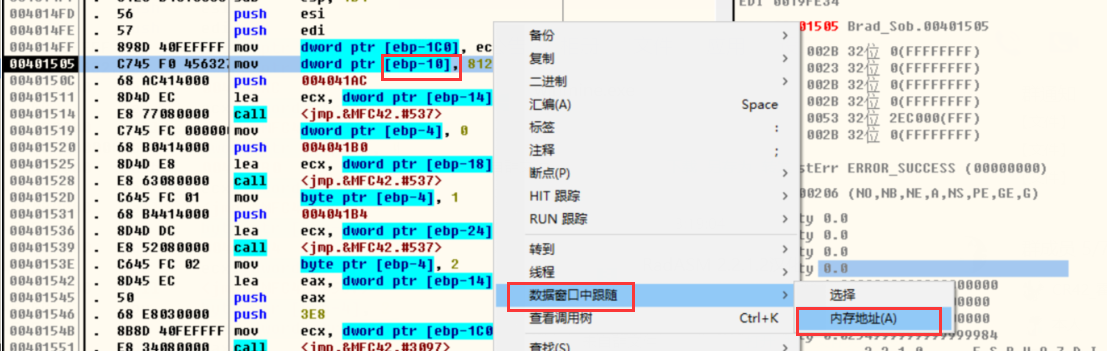 004014FD . 56 push esi
004014FE . 57 push edi
004014FF . 898D 40FEFFFF mov dword ptr [ebp-1C0], ec
00401505 . C745 F0 456327 mov dword ptr [ebp-10], 812
0040150C . 68 AC414000 push 004041AC
00401511 . 8D4D EC lea ecx, dword ptr [ebp-14]
00401514 . E8 77080000 call <jmp.&MFC42.#537>
00401519 . C745 FC 000000 mov dword ptr [ebp-4], 0
00401520 . 68 B0414000 push 004041B0
00401525 . 8D4D E8 lea ecx, dword ptr [ebp-18]
00401528 . E8 63080000 call <jmp.&MFC42.#537>
0040152D . C645 FC 01 mov byte ptr [ebp-4], 1
00401531 . 68 B4414000 push 004041B4
00401536 . 8D4D DC lea ecx, dword ptr [ebp-24]
00401539 . E8 52080000 call <jmp.&MFC42.#537>
0040153E . C645 FC 02 mov byte ptr [ebp-4], 2
00401542 . 8D45 EC lea eax, dword ptr [ebp-14]
00401545 . 50 push eax
00401546 . 68 E8030000 push 3E8
0040154B . 8B8D 40FEFFFF mov ecx, dword ptr [ebp-1C0
00401551 . E8 34080000 call <jmp.&MFC42.#3097>
备份
复制
二进制
汇编(A) Space
标签 :
注释 ;
断点(P)
HIT 跟踪
RUN 跟踪
转到
线程
数据窗口中跟随
查看调用树 Ctrl+K
查找(S)
选择
内存地址(A)
EDI 0019FE34
01505 Brad_Sob.00401505
002B 32位 0(FFFFFFFF)
0023 32位 0(FFFFFFFF)
002B 32位 0(FFFFFFFF)
002B 32位 0(FFFFFFFF)
0053 32位 2EC000(FFF)
002B 32位 0(FFFFFFFF)
stErr ERROR_SUCCESS (00000000)
00206 (NO,NB,NE,A,NS,PE,GE,G)
ty 0.0
ty 0.0
ty 0.0
ty 0.0